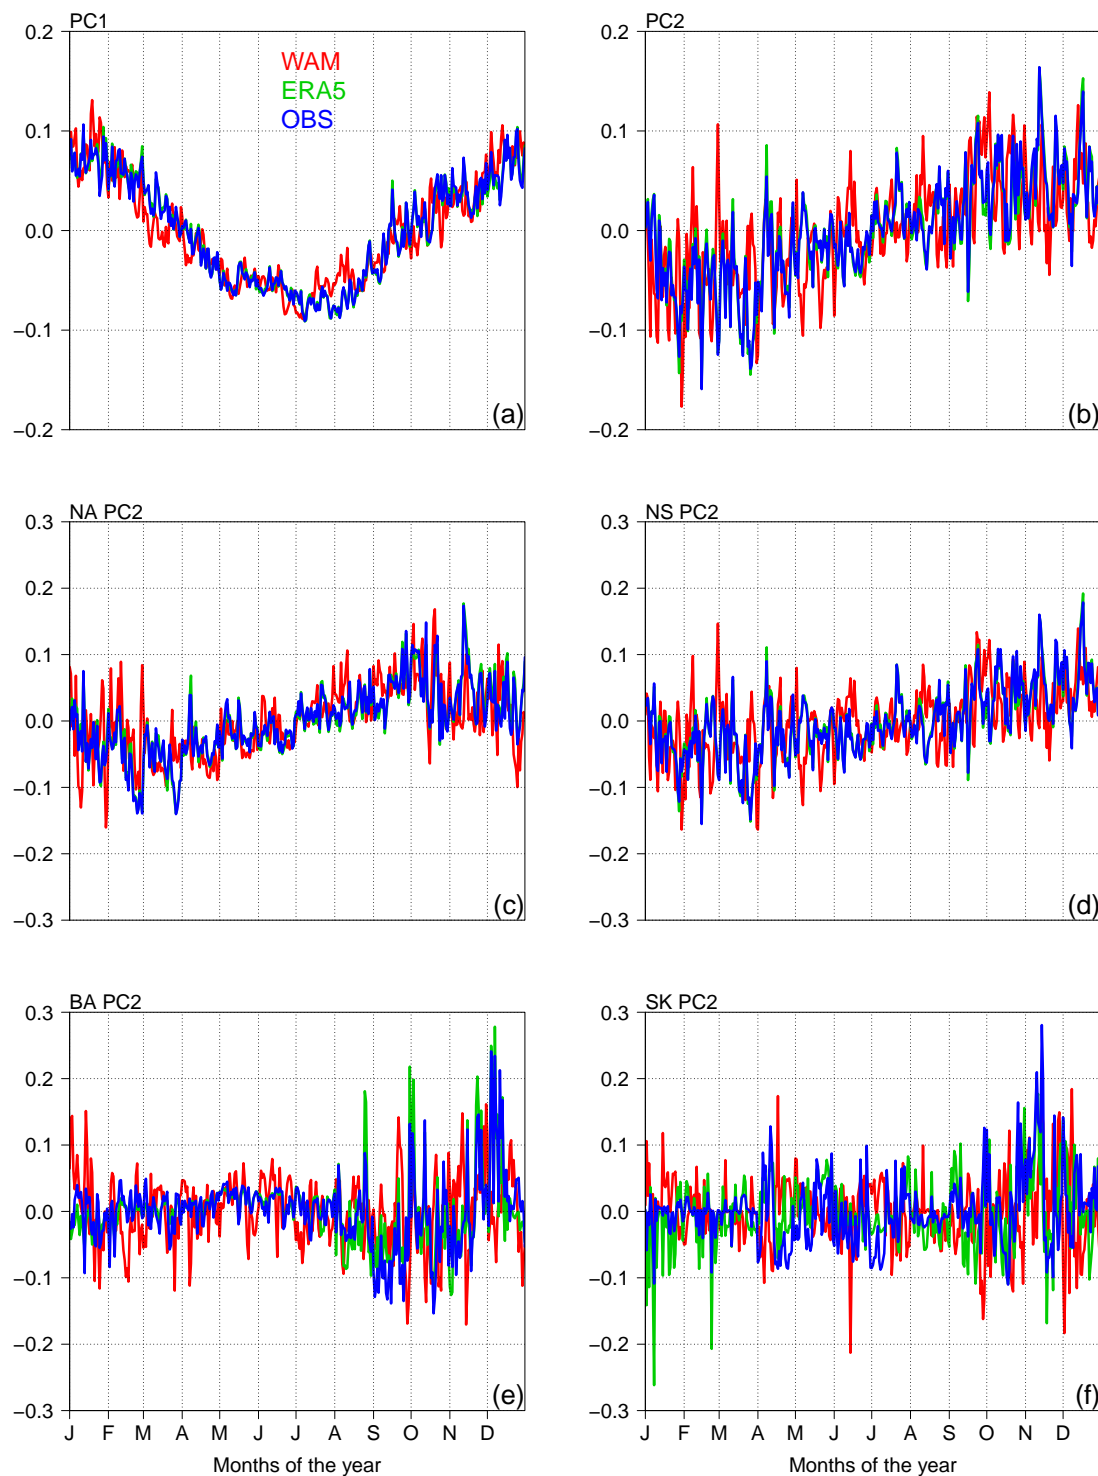 PC1
0.2
0.1
0.0
−0.1
−0.2
WAM
ERA5
OBS
(a)
PC2
0.2
0.1
0.0
−0.1
−0.2
(b)
NA PC2
0.3
0.2
0.1
0.0
−0.1
−0.2
−0.3
(c)
NS PC2
0.3
0.2
0.1
0.0
−0.1
−0.2
−0.3
(d)
BA PC2
0.3
0.2
0.1
0.0
−0.1
−0.2
−0.3
(e)
J F M A M J J A S O N D
Months of the year
SK PC2
0.3
0.2
0.1
0.0
−0.1
−0.2
−0.3
(f)
J F M A M J J A S O N D
Months of the year